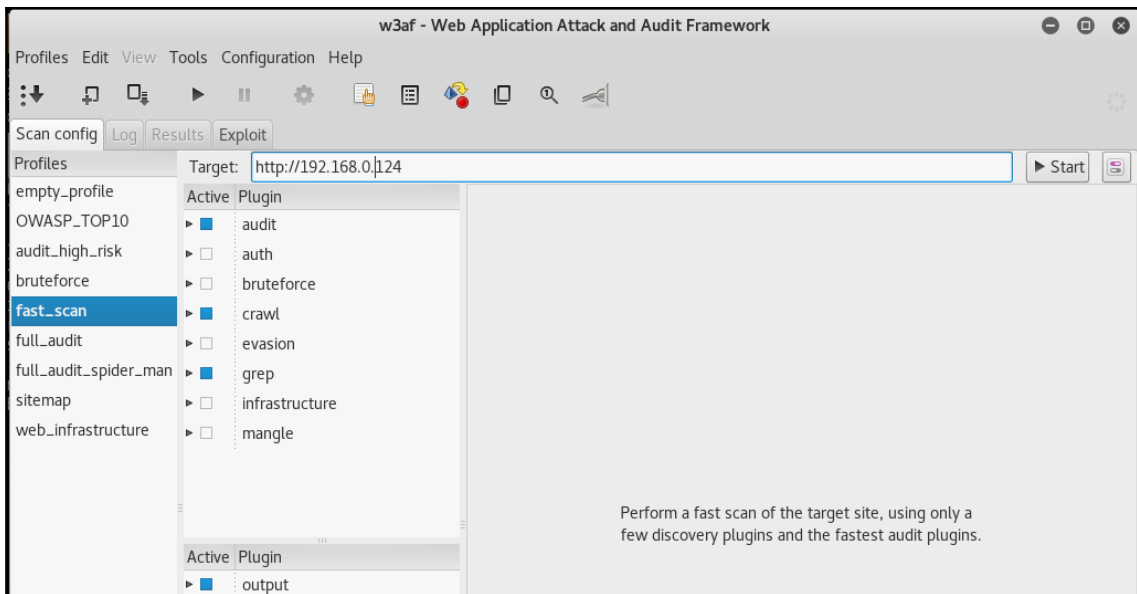 w3af - Web Application Attack and Audit Framework
Profiles Edit View Tools Configuration Help
Scan config Log Results Exploit
Profiles
empty_profile
OWASP_TOP10
audit_high_risk
bruteforce
fast_scan
full_audit
full_audit_spider_man
sitemap
web_infrastructure
Target: http://192.168.0.124 Start
Active Plugin
audit
auth
bruteforce
crawl
evasion
grep
infrastructure
mangle
Active Plugin
output
Perform a fast scan of the target site, using only a
few discovery plugins and the fastest audit plugins.